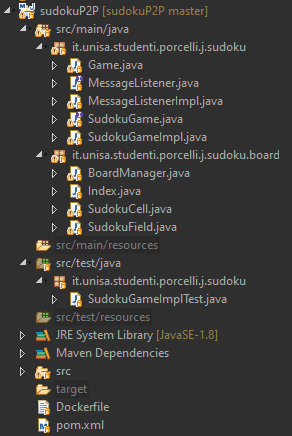 sudokuP2P [sudokuP2P master]
src/main/java
it.unisa.studenti.porcelli.j.sudoku
Game.java
MessageListener.java
MessageListenerImpl.java
SudokuGame.java
SudokuGameImpl.java
it.unisa.studenti.porcelli.j.sudoku.board
BoardManager.java
Index.java
SudokuCell.java
SudokuField.java
src/main/resources
src/test/java
it.unisa.studenti.porcelli.j.sudoku
SudokuGameImplTest.java
src/test/resources
JRE System Library [JavaSE-1.8]
Maven Dependencies
src
target
Dockerfile
pom.xml